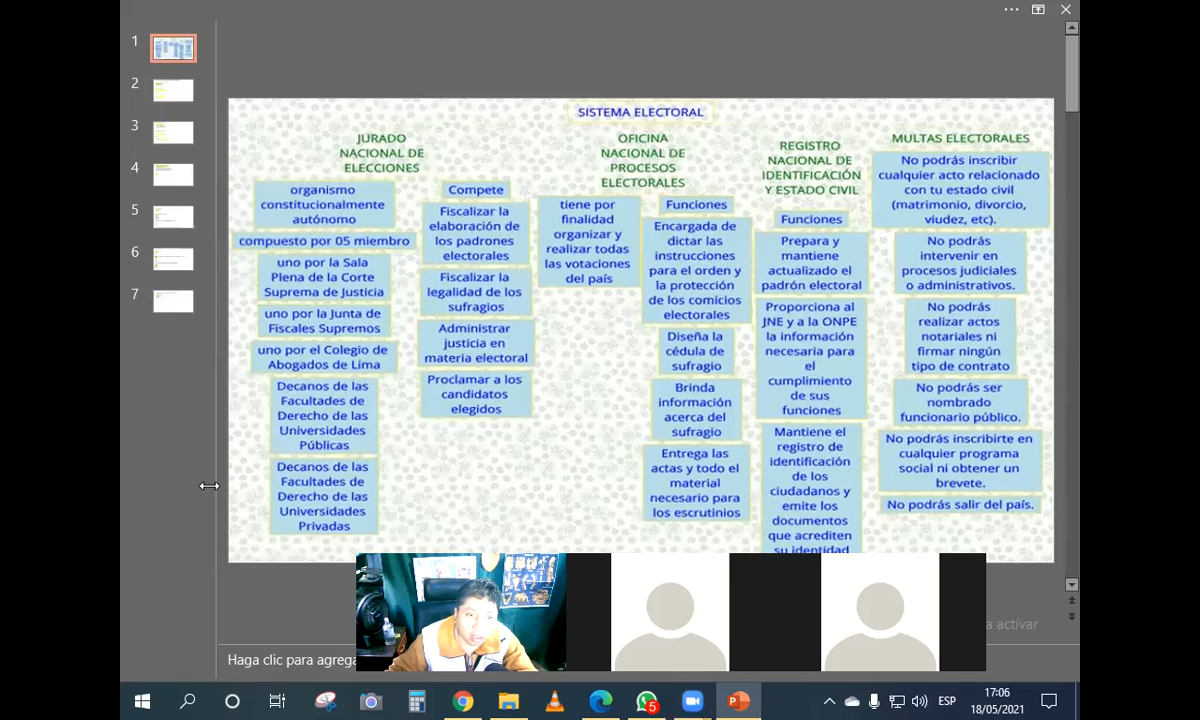 1
2
3
4
5
6
7
SISTEMA ELECTORAL
JURADO
NACIONAL DE
ELECCIONES
organismo
constitucionalmente
autónomo
compuesto por 05 miembro
uno por la Sala
Plena de la Corte
Suprema de Justicia
uno por la Junta de
Fiscales Supremos
uno por el Colegio de
Abogados de Lima
Decanos de las
Facultades de
Derecho de las
Universidades
Públicas
Decanos de las
Facultades de
Derecho de las
Universidades
Privadas
Compete
Fiscalizar la
elaboración de
los padrones
electorales
Fiscalizar la
legalidad de los
sufragios
Administrar
justicia en
materia electoral
Proclamar a los
candidatos
elegidos
OFICINA
NACIONAL DE
PROCESOS
ELECTORALES
tiene por
finalidad
organizar y
realizar todas
las votaciones
del país
Funciones
Encargada de
dictar las
instrucciones
para el orden y
la protección
de los comicios
electorales
Diseña la
cédula de
sufragio
Brinda
información
acerca del
sufragio
Entrega las
actas y todo el
material
necesario para
los escrutinios
REGISTRO
NACIONAL DE
IDENTIFICACIÓN
Y ESTADO CIVIL
Funciones
Prepara y
mantiene
actualizado el
padrón electoral
Proporciona al
JNE y a la ONPE
la información
necesaria para
el
cumplimiento
de sus
funciones
Mantiene el
registro de
identificación
de los
ciudadanos y
emite los
documentos
que acrediten
su identidad
MULTAS ELECTORALES
No podrás inscribir
cualquier acto relacionado
con tu estado civil
(matrimonio, divorcio,
viudez, etc).
No podrás
intervenir en
procesos judiciales
o administrativos.
No podrás
realizar actos
notariales ni
firmar ningún
tipo de contrato
No podrás ser
nombrado
funcionario público.
No podrás inscribirte en
cualquier programa
social ni obtener un
brevete.
No podrás salir del país.
a activar
Haga clic para agrega
5
ESP
17:06
18/05/2021